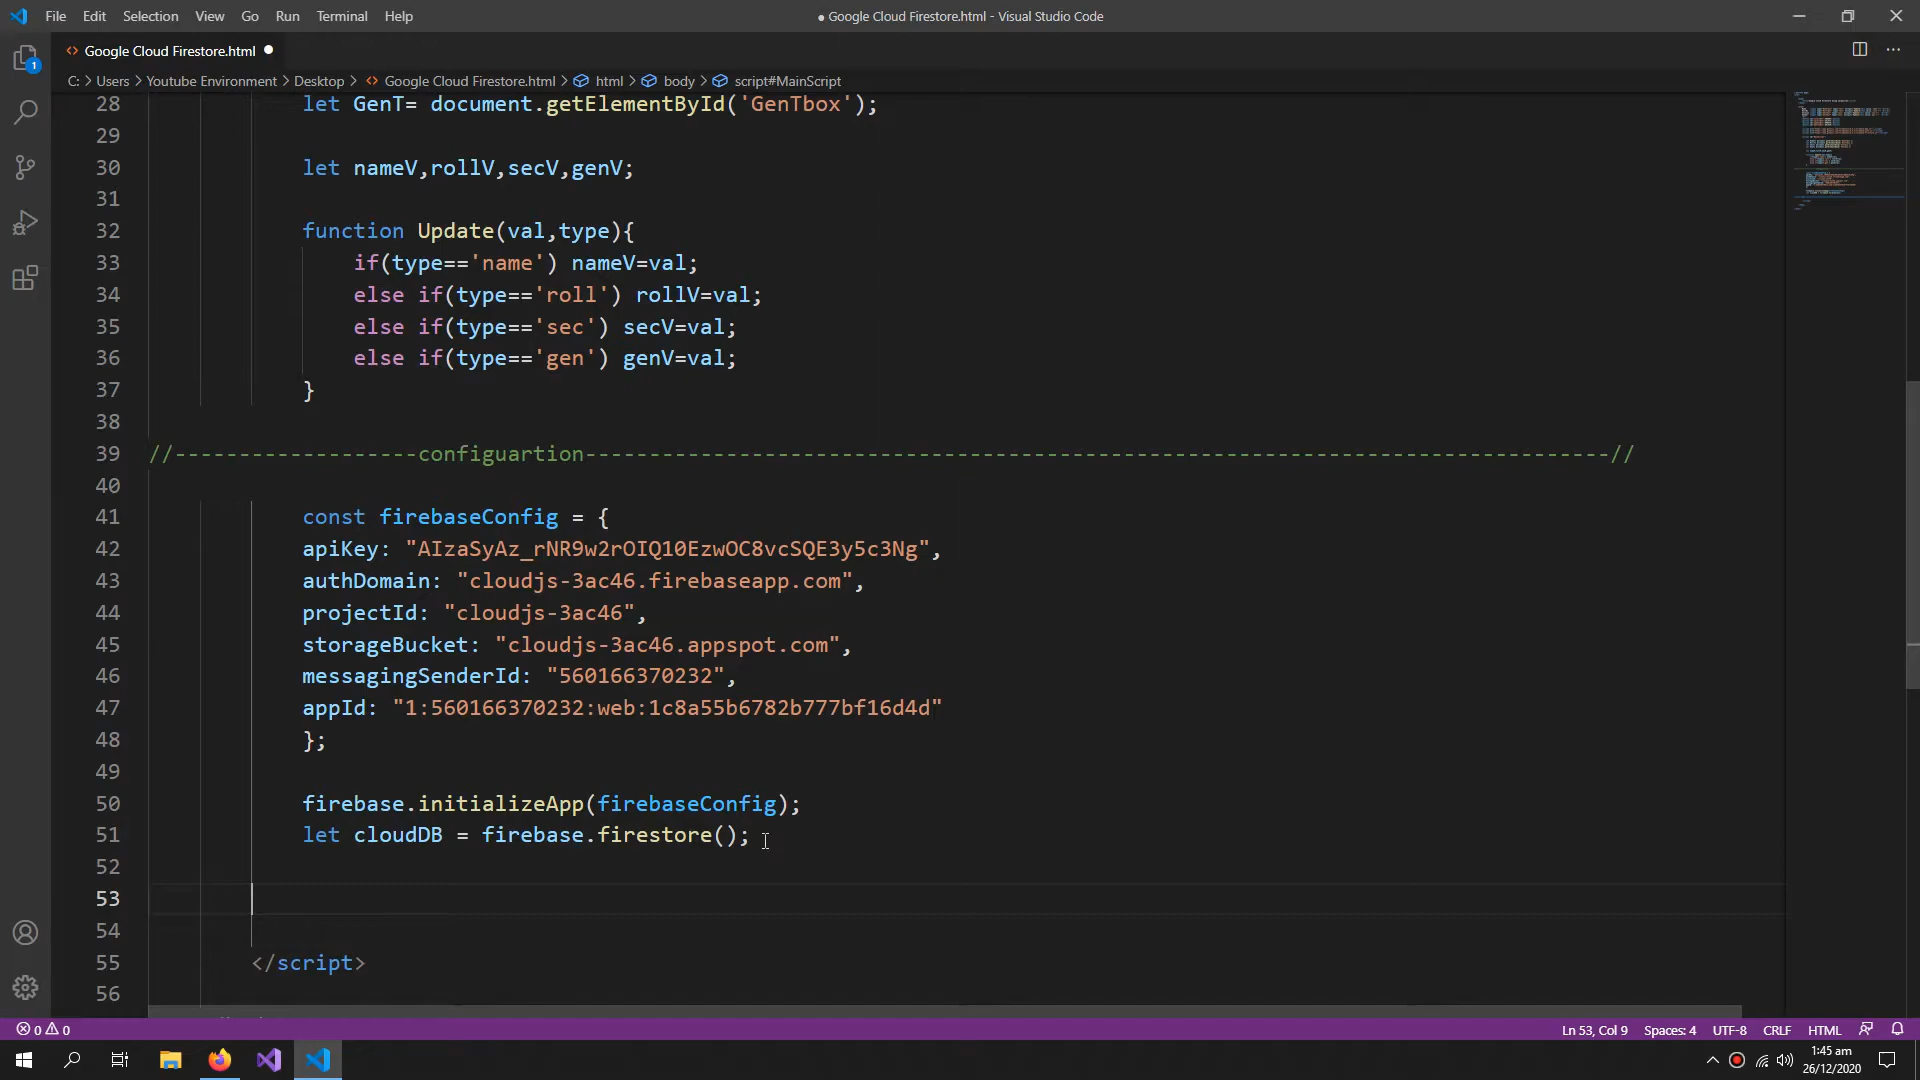 File Edit Selection View Go Run Terminal Help
● Google Cloud Firestore.html - Visual Studio Code
<> Google Cloud Firestore.html ●
C: > Users > Youtube Environment > Desktop > <> Google Cloud Firestore.html > html > body > script#MainScript
28 let GenT= document.getElementById('GenTbox');
29
30 let nameV,rollV,secV,genV;
31
32 function Update(val,type){
33 if(type=='name') nameV=val;
34 else if(type=='roll') rollV=val;
35 else if(type=='sec') secV=val;
36 else if(type=='gen') genV=val;
37 }
38
39 //-------------------configuartion--------------------------------------------------------------------------------//
40
41 const firebaseConfig = {
42 apiKey: "AIzaSyAz_rNR9w2rOIQ10EzwOC8vcSQE3y5c3Ng",
43 authDomain: "cloudjs-3ac46.firebaseapp.com",
44 projectId: "cloudjs-3ac46",
45 storageBucket: "cloudjs-3ac46.appspot.com",
46 messagingSenderId: "560166370232",
47 appId: "1:560166370232:web:1c8a55b6782b777bf16d4d"
48 };
49
50 firebase.initializeApp(firebaseConfig);
51 let cloudDB = firebase.firestore();
52
53
54
55 </script>
56
1
0 0 Ln 53, Col 9 Spaces: 4 UTF-8 CRLF HTML
1:45 am
26/12/2020